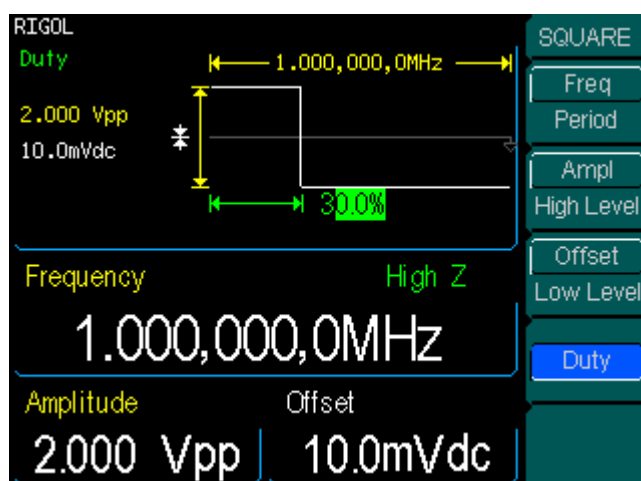 RIGOL
SQUARE
Duty
1.000,000,0MHz
Freq
Period
2.000 Vpp
10.0mVdc
Ampl
High Level
30.0%
Offset
Low Level
Frequency
High Z
1.000,000,0MHz
Duty
Amplitude
Offset
2.000 Vpp
10.0mVdc